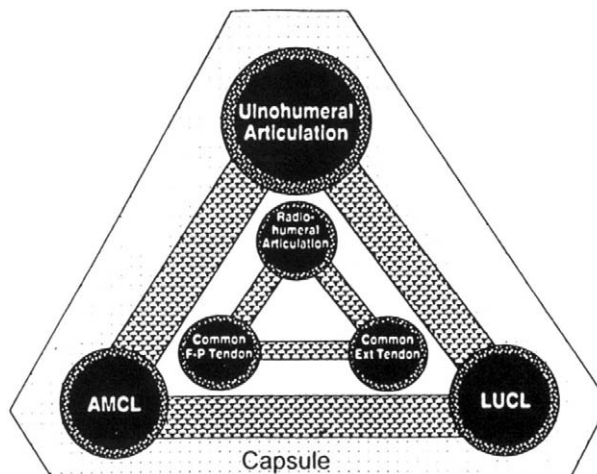 Ulnohumeral
Articulation
Radio-
humeral
Articulation
Common
F-P Tendon
Common
Ext Tendon
AMCL
LUCL
Capsule